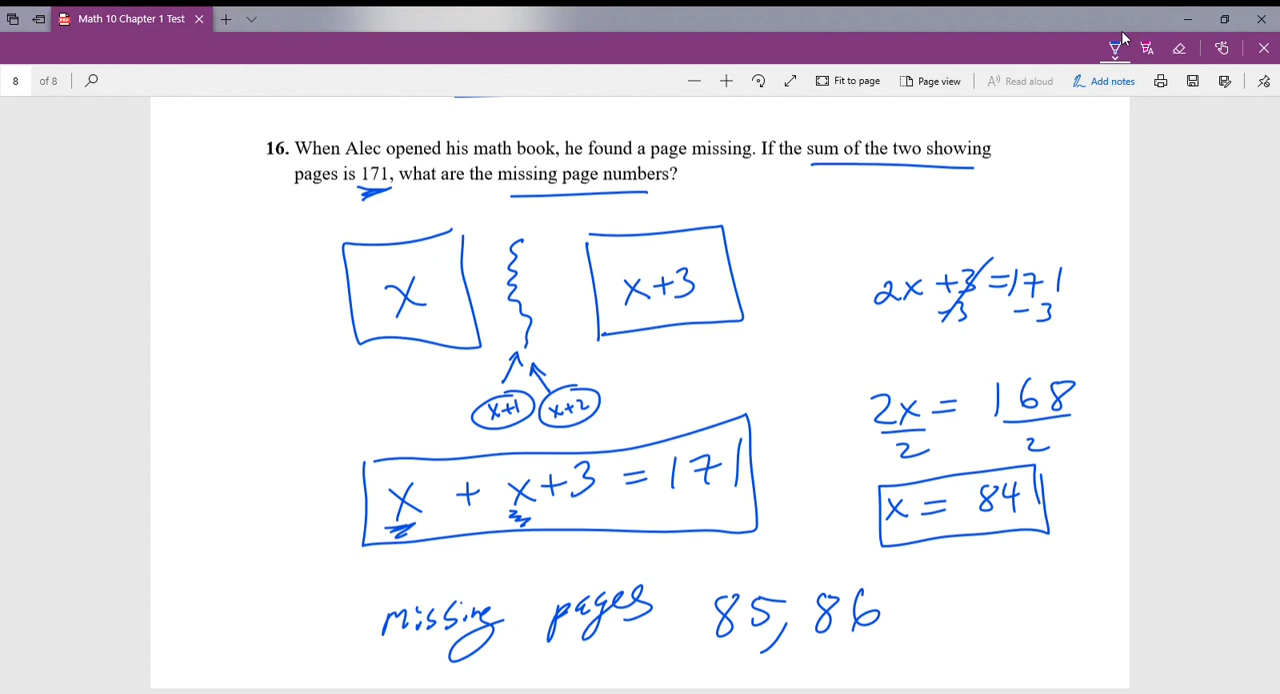 Math 10 Chapter 1 Test
8 of 8
Fit to page
Page view
Read aloud
Add notes
16. When Alec opened his math book, he found a page missing. If the sum of the two showing
pages is 171, what are the missing page numbers?
x
x+3
2x +3 = 171
-3 -3
x+1 x+2
2x = 168
2 2
x + x+3 = 171
x = 84
missing pages 85, 86